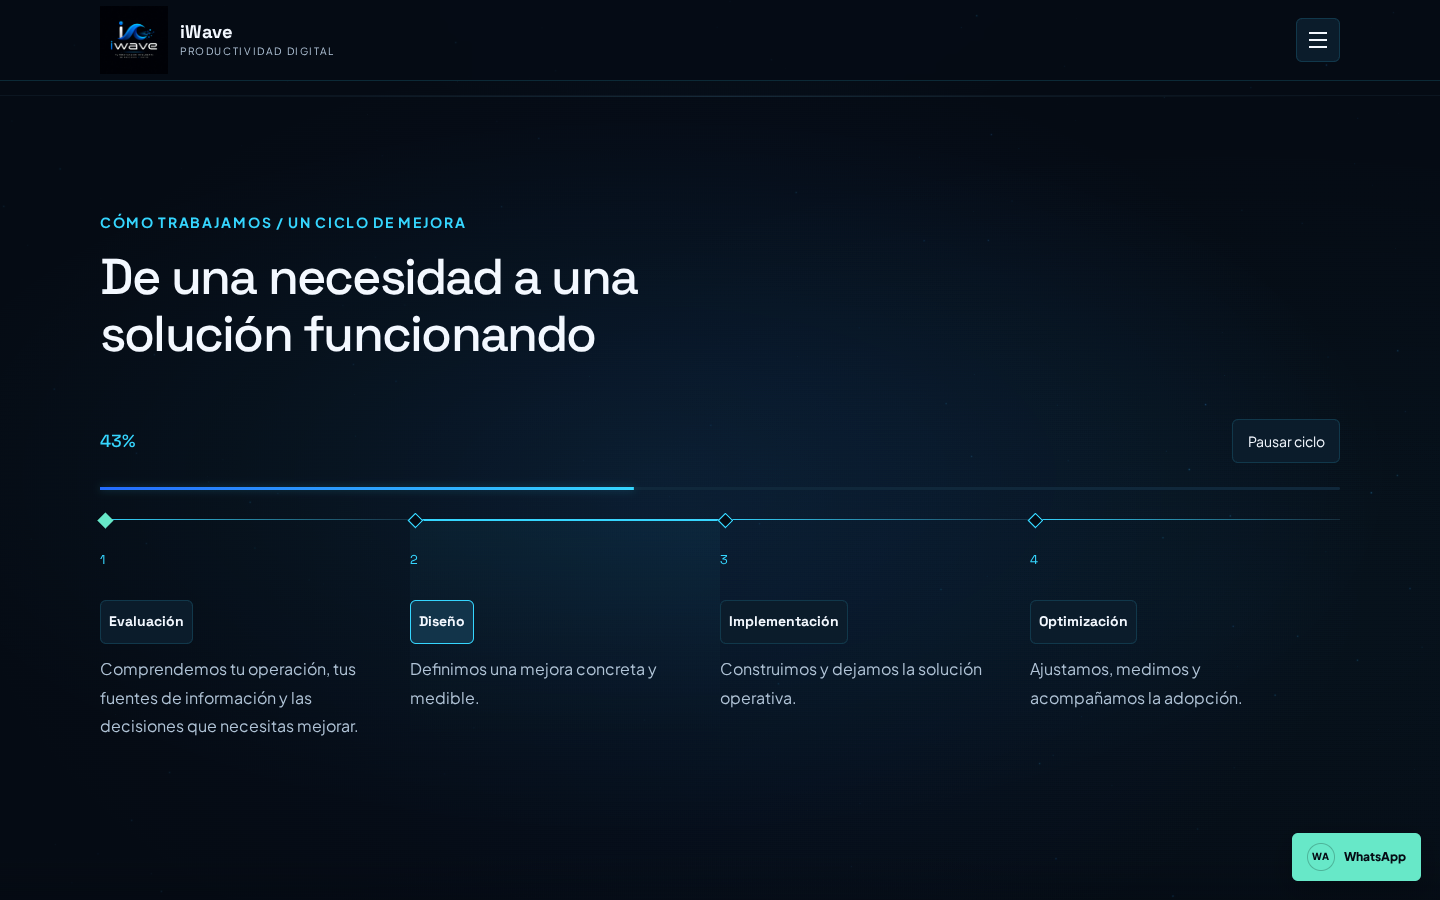 iwave
iWave
PRODUCTIVIDAD DIGITAL
CÓMO TRABAJAMOS / UN CICLO DE MEJORA
De una necesidad a una
solución funcionando
43%
Pausar ciclo
1
2
3
4
Evaluación
Diseño
Implementación
Optimización
Comprendemos tu operación, tus
fuentes de información y las
decisiones que necesitas mejorar.
Definimos una mejora concreta y
medible.
Construimos y dejamos la solución
operativa.
Ajustamos, medimos y
acompañamos la adopción.
WA WhatsApp